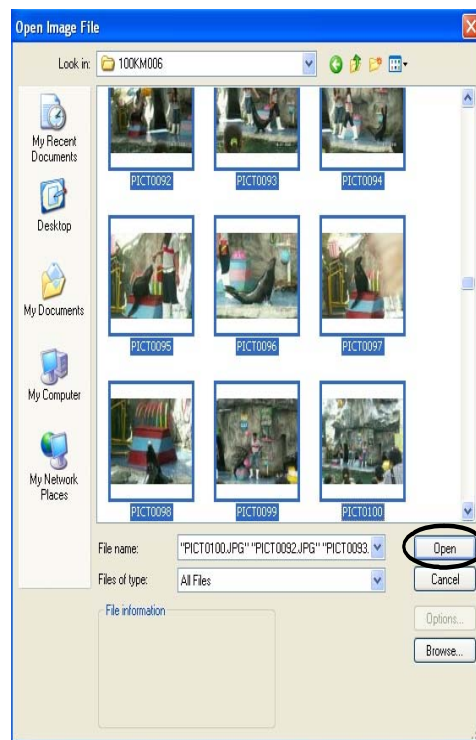 Open Image File
Look in: 100KM006
My Recent
Documents
Desktop
My Documents
My Computer
My Network
Places
PICT0092 PICT0093 PICT0094
PICT0095 PICT0096 PICT0097
PICT0098 PICT0099 PICT0100
File name: "PICT0100.JPG" "PICT0092.JPG" "PICT0093. Open
Files of type: All Files Cancel
File information
Options...
Browse...